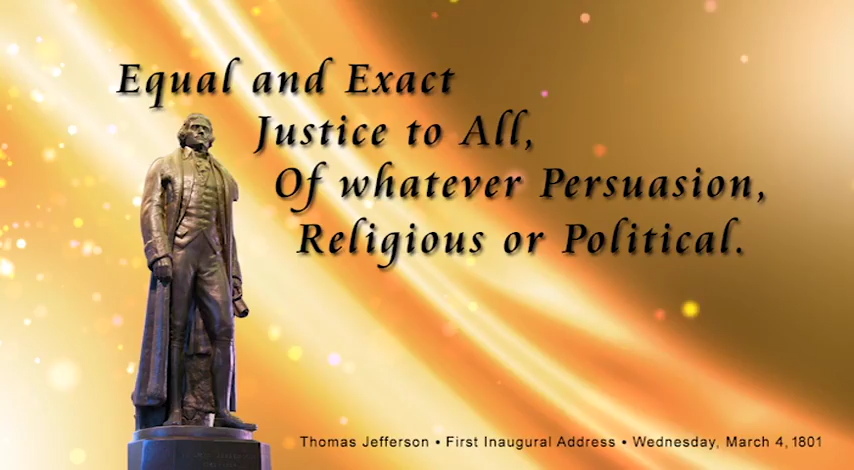 Equal and Exact
Justice to All,
Of whatever Persuasion,
Religious or Political.
Thomas Jefferson • First Inaugural Address • Wednesday, March 4, 1801